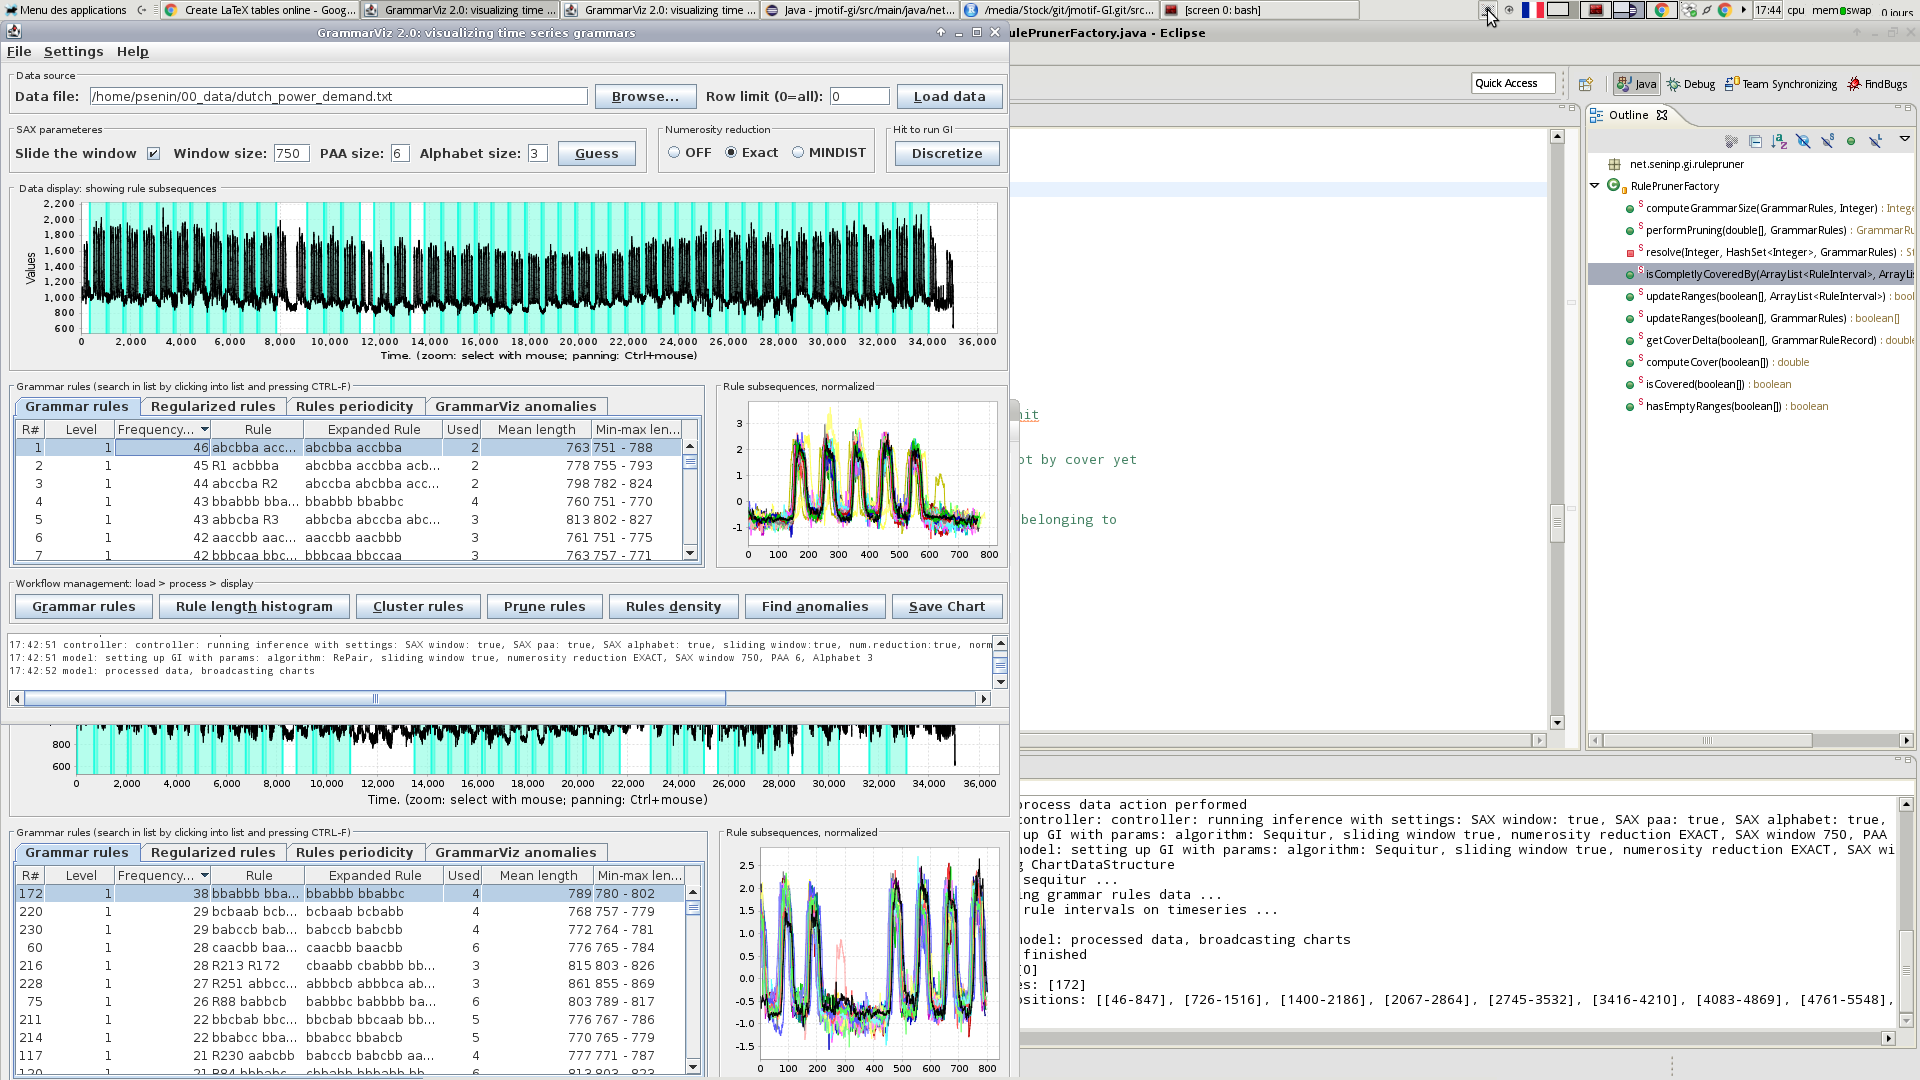 Menu des applications
Create LaTeX tables online - Goog...
GrammarViz 2.0: visualizing time ...
GrammarViz 2.0: visualizing time ...
Java - jmotif-gi/src/main/java/net...
/media/Stock/git/jmotif-GI.git/src...
[screen 0: bash]
17:44 cpu mem swap 0 jours
GrammarViz 2.0: visualizing time series grammars
ulePrunerFactory.java - Eclipse
File Settings Help
Data source
Data file: /home/psenin/00_data/dutch_power_demand.txt Browse... Row limit (0=all): 0 Load data
SAX parameteres
Slide the window Window size: 750 PAA size: 6 Alphabet size: 3 Guess
Numerosity reduction
OFF Exact MINDIST
Hit to run GI
Discretize
Data display: showing rule subsequences
Values
2,200
2,000
1,800
1,600
1,400
1,200
1,000
800
600
0 2,000 4,000 6,000 8,000 10,000 12,000 14,000 16,000 18,000 20,000 22,000 24,000 26,000 28,000 30,000 32,000 34,000 36,000
Time. (zoom: select with mouse; panning: Ctrl+mouse)
Grammar rules (search in list by clicking into list and pressing CTRL-F)
Grammar rules Regularized rules Rules periodicity GrammarViz anomalies
R# Level Frequency... Rule Expanded Rule Used Mean length Min-max len...
1 1 46 abcbba acc... abcbba accbba 2 763 751 - 788
2 1 45 R1 acbbba abcbba accbba acb... 2 778 755 - 793
3 1 44 abccba R2 abccba abcbba acc... 2 798 782 - 824
4 1 43 bbabbb bba... bbabbb bbabbc 4 760 751 - 770
5 1 43 abbcba R3 abbcba abccba abc... 3 813 802 - 827
6 1 42 aaccbb aac... aaccbb aacbbb 3 761 751 - 775
7 1 42 bbbcaa bbc... bbbcaa bbccaa 3 763 757 - 771
Rule subsequences, normalized
3
2
1
0
-1
0 100 200 300 400 500 600 700 800
Workflow management: load > process > display
Grammar rules Rule length histogram Cluster rules Prune rules Rules density Find anomalies Save Chart
17:42:51 controller: controller: running inference with settings: SAX window: true, SAX paa: true, SAX alphabet: true, sliding window:true, num.reduction:true, norm
17:42:51 model: setting up GI with params: algorithm: RePair, sliding window true, numerosity reduction EXACT, SAX window 750, PAA 6, Alphabet 3
17:42:52 model: processed data, broadcasting charts
800
600
0 2,000 4,000 6,000 8,000 10,000 12,000 14,000 16,000 18,000 20,000 22,000 24,000 26,000 28,000 30,000 32,000 34,000 36,000
Time. (zoom: select with mouse; panning: Ctrl+mouse)
Grammar rules (search in list by clicking into list and pressing CTRL-F)
Grammar rules Regularized rules Rules periodicity GrammarViz anomalies
R# Level Frequency... Rule Expanded Rule Used Mean length Min-max len...
172 1 38 bbabbb bba... bbabbb bbabbc 4 789 780 - 802
220 1 29 bcbaab bcb... bcbaab bcbabb 4 768 757 - 779
230 1 29 babccb bab... babccb babcbb 4 772 764 - 781
60 1 28 caacbb baa... caacbb baacbb 6 776 765 - 784
216 1 28 R213 R172 cbaabb cbabbb bb... 3 815 803 - 826
228 1 27 R251 abbcc... abbbcb abbbca ab... 3 861 855 - 869
75 1 26 R88 babbcb babbbc babbbb ba... 6 803 789 - 817
211 1 22 bbcbab bbc... bbcbab bbcaab bb... 5 776 767 - 786
214 1 22 bbabcc bba... bbabcc bbabcb 5 770 765 - 779
117 1 21 R230 aabcbb babccb babcbb aa... 4 777 771 - 787
Rule subsequences, normalized
2.5
2.0
1.5
1.0
0.5
0.0
-0.5
-1.0
-1.5
0 100 200 300 400 500 600 700 800
Quick Access
Java Debug Team Synchronizing FindBugs
nit
ot by cover yet
belonging to
Outline
net.seninp.gi.rulepruner
RulePrunerFactory
computeGrammarSize(GrammarRules, Integer) : Intege
performPruning(double[], GrammarRules) : GrammarRu
resolve(Integer, HashSet<Integer>, GrammarRules) : S
isCompletlyCoveredBy(ArrayList<RuleInterval>, ArrayLis
updateRanges(boolean[], ArrayList<RuleInterval>) : bool
updateRanges(boolean[], GrammarRules) : boolean[]
getCoverDelta(boolean[], GrammarRuleRecord) : double
computeCover(boolean[]) : double
isCovered(boolean[]) : boolean
hasEmptyRanges(boolean[]) : boolean
process data action performed
controller: controller: running inference with settings: SAX window: true, SAX paa: true, SAX alphabet: true,
up GI with params: algorithm: Sequitur, sliding window true, numerosity reduction EXACT, SAX window 750, PAA
model: setting up GI with params: algorithm: Sequitur, sliding window true, numerosity reduction EXACT, SAX wi
g ChartDataStructure
sequitur ...
ing grammar rules data ...
rule intervals on timeseries ...
model: processed data, broadcasting charts
finished
[0]
es: [172]
ositions: [[46-847], [726-1516], [1400-2186], [2067-2864], [2745-3532], [3416-4210], [4083-4869], [4761-5548],